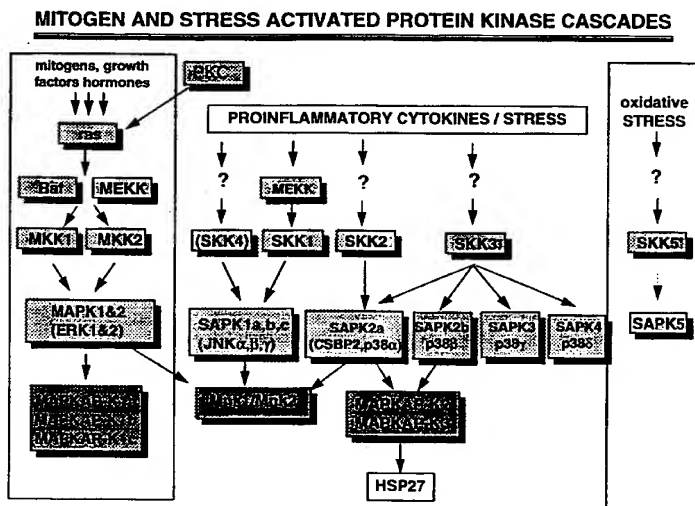 MITOGEN AND STRESS ACTIVATED PROTEIN KINASE CASCADES
mitogens, growth
factors hormones
PKC
ras
Raf
MEKK
MKK1
MKK2
MAPK1&2
(ERK1&2)
PROINFLAMMATORY CYTOKINES / STRESS
?
MEKK
?
?
(SKK4)
SKK1
SKK2
SKK3
SAPK1a,b,c
(JNKα,β,γ)
SAPK2a
(CSBP2,p38α)
SAPK2b
p38β
SAPK3
p38γ
SAPK4
p38δ
Mnk1/Mnk2
HSP27
oxidative
STRESS
?
SKK5
SAPK5